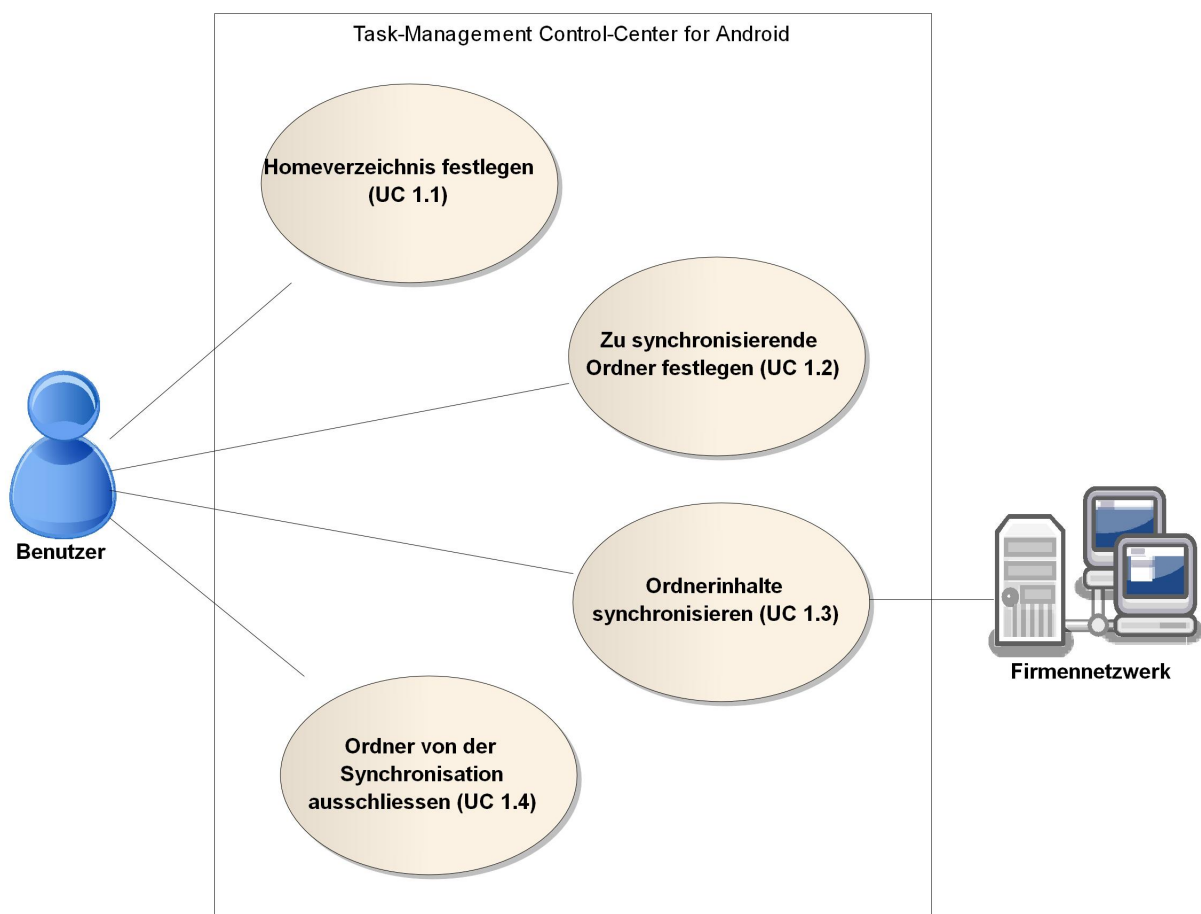 Task-Management Control-Center for Android
Homeverzeichnis festlegen
(UC 1.1)
Zu synchronisierende
Ordner festlegen (UC 1.2)
Benutzer
Ordnerinhalte
synchronisieren (UC 1.3)
Firmennetzwerk
Ordner von der
Synchronisation
ausschliessen (UC 1.4)